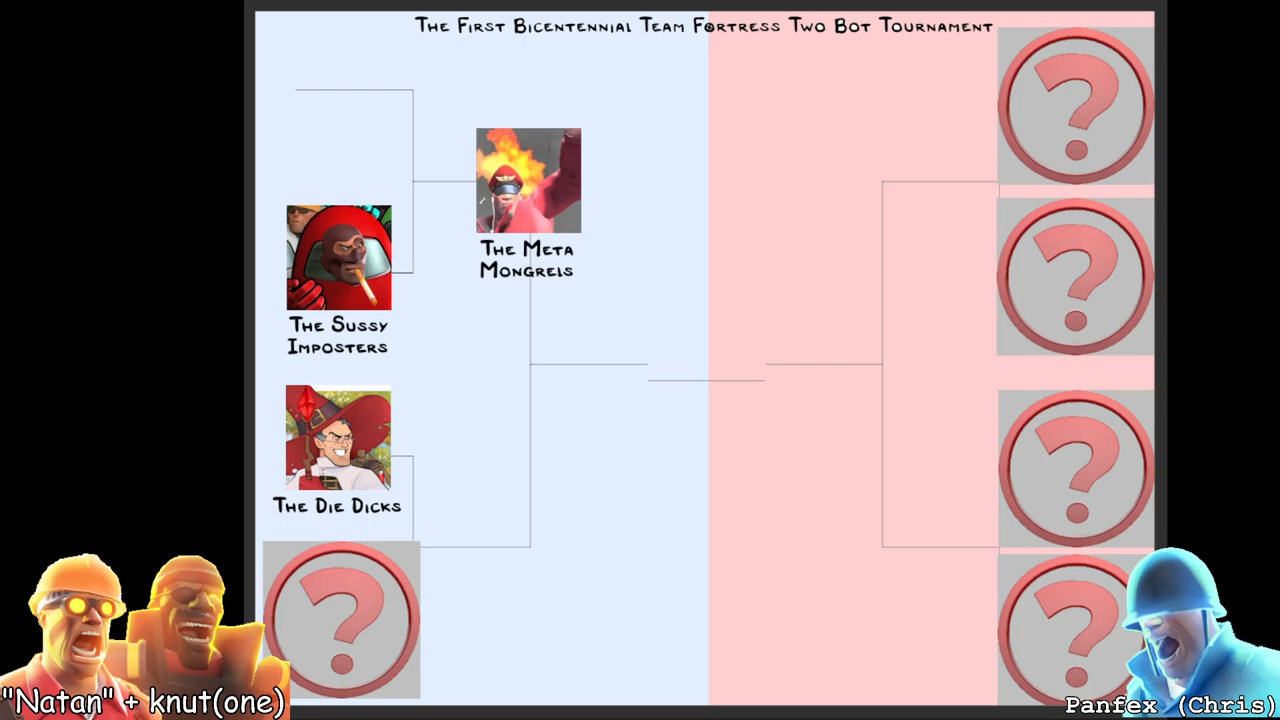 The First Bicentennial Team Fortress Two Bot Tournament
The Meta
Mongrels
The Sussy
Imposters
The Die Dicks
"Natan" + knut(one)
Panfex (Chris)